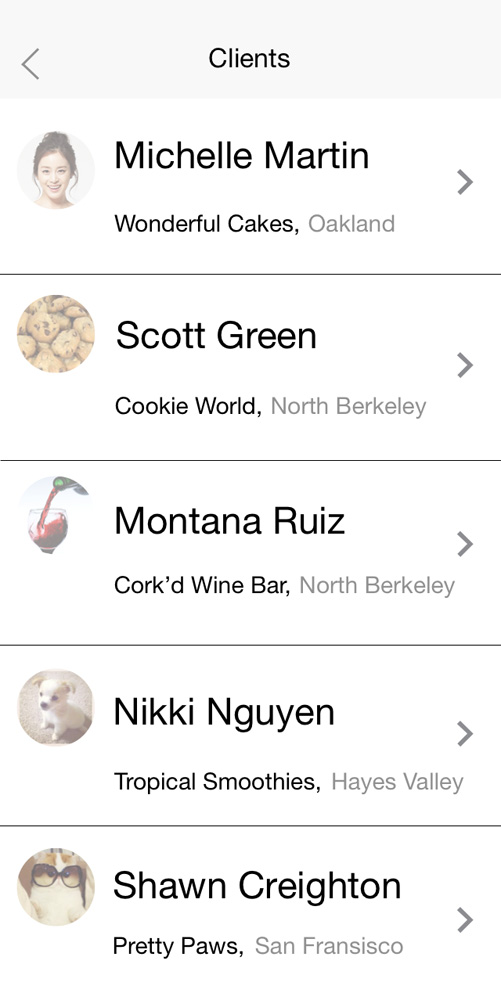 Clients
Michelle Martin
Wonderful Cakes, Oakland
Scott Green
Cookie World, North Berkeley
Montana Ruiz
Cork’d Wine Bar, North Berkeley
Nikki Nguyen
Tropical Smoothies, Hayes Valley
Shawn Creighton
Pretty Paws, San Fransisco